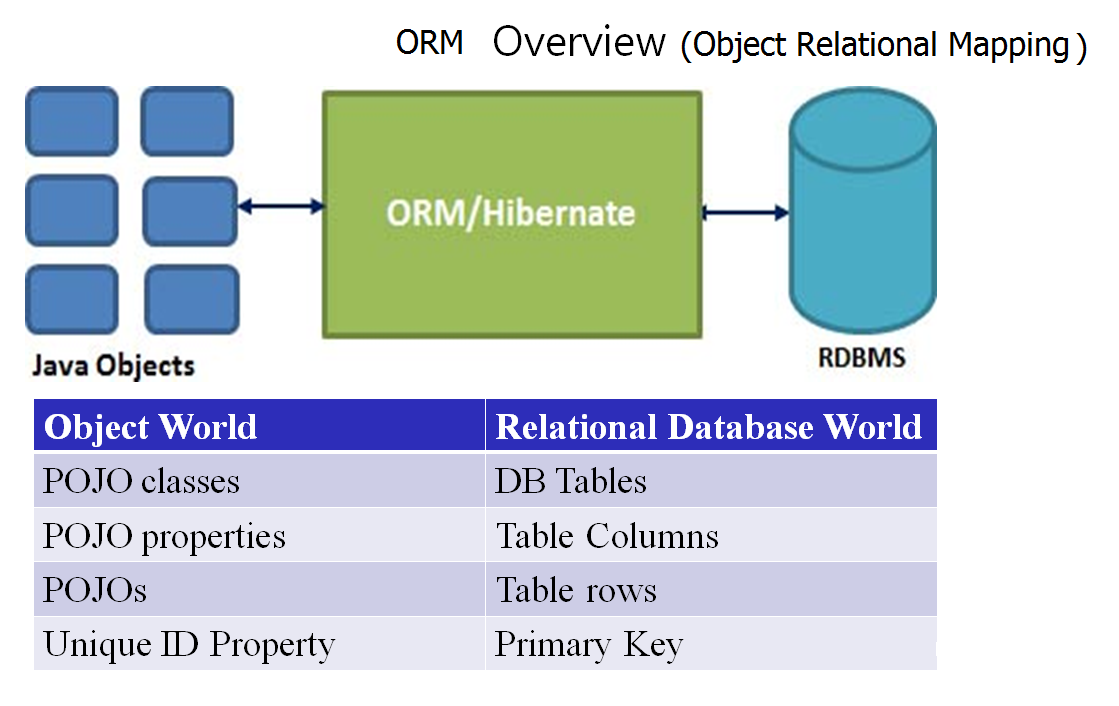 ORM Overview (Object Relational Mapping )
ORM/Hibernate
Java Objects
RDBMS
Object World Relational Database World
POJO classes DB Tables
POJO properties Table Columns
POJOs Table rows
Unique ID Property Primary Key